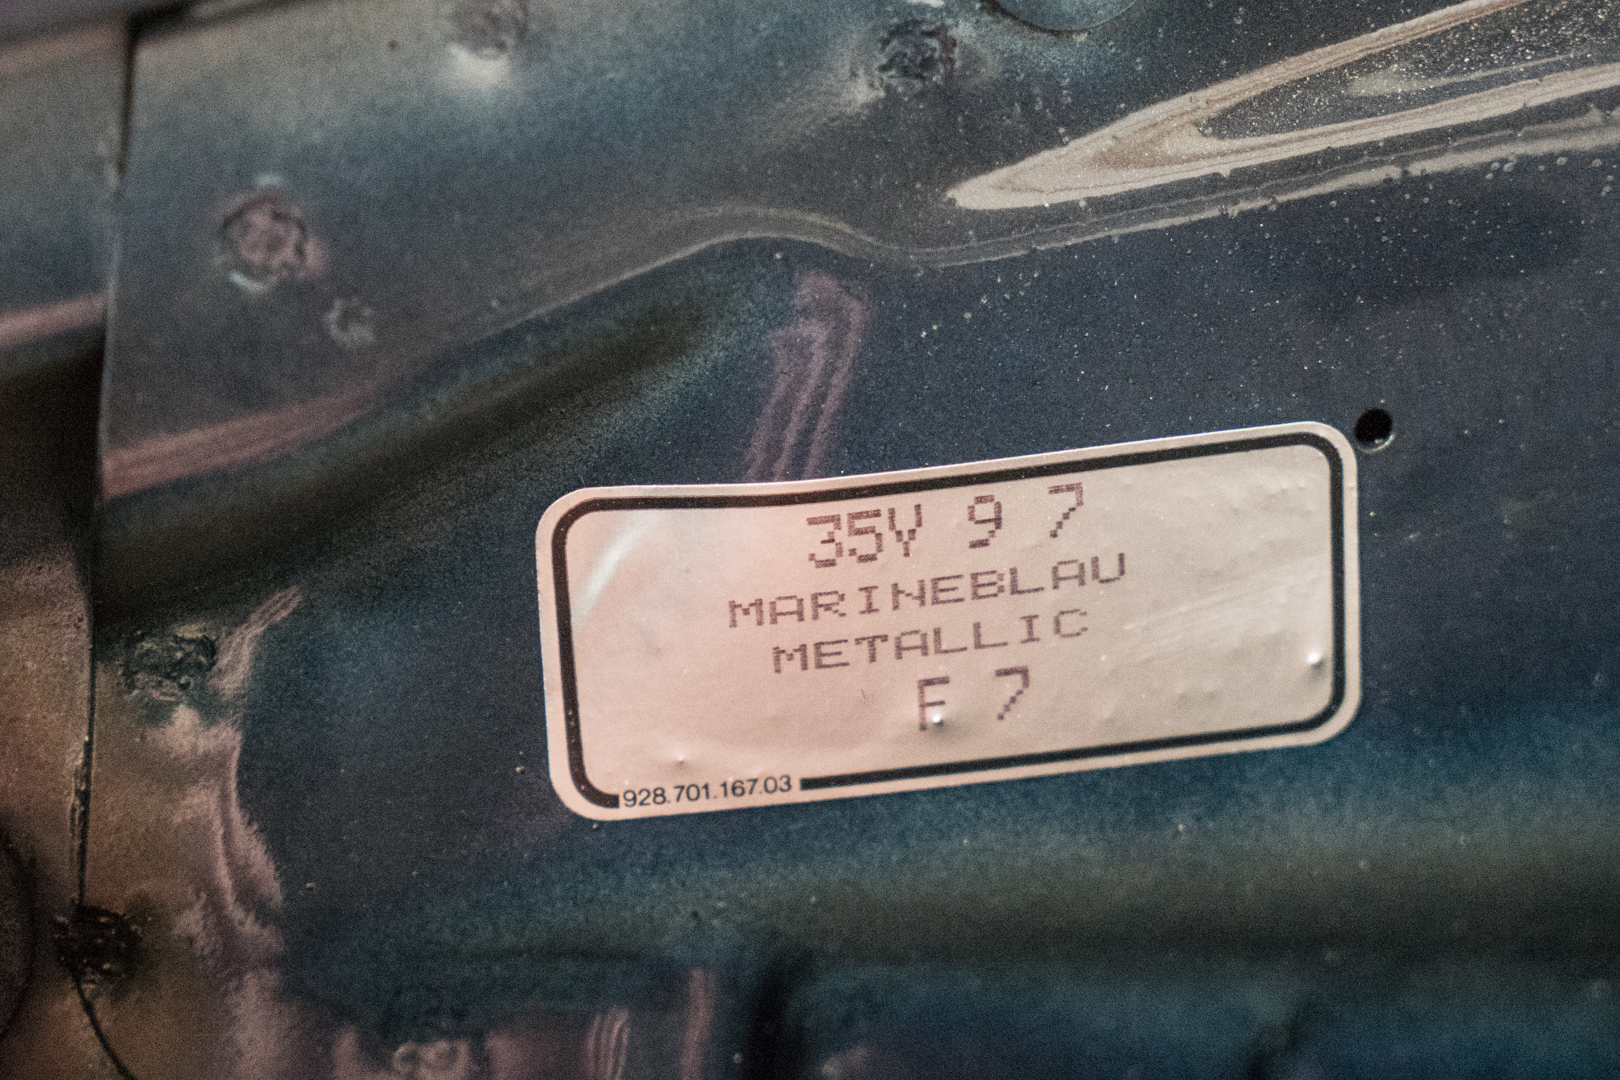 35V 9 7
MARINEBLAU
METALLIC
F 7
928.701.167.03